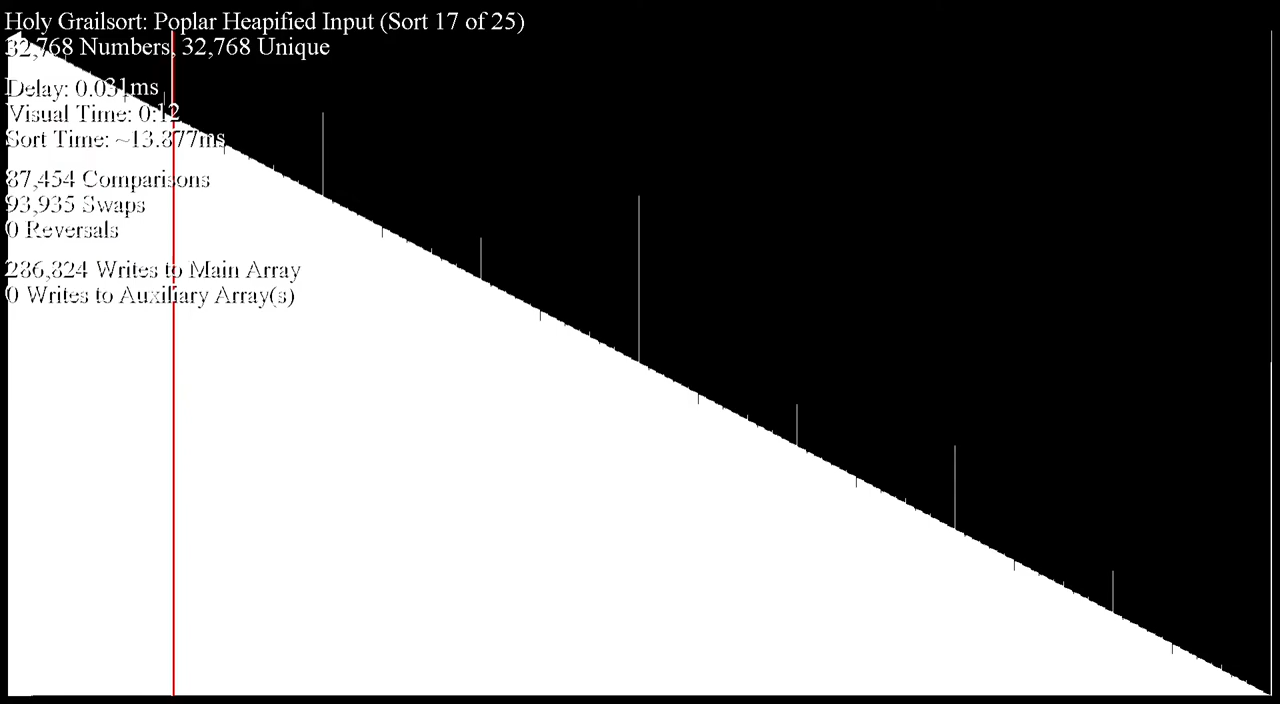 Holy Grailsort: Poplar Heapified Input (Sort 17 of 25)
32,768 Numbers, 32,768 Unique
Delay: 0.031ms
Visual Time: 0:12
Sort Time: ~13.877ms
87,454 Comparisons
93,935 Swaps
0 Reversals
286,824 Writes to Main Array
0 Writes to Auxiliary Array(s)